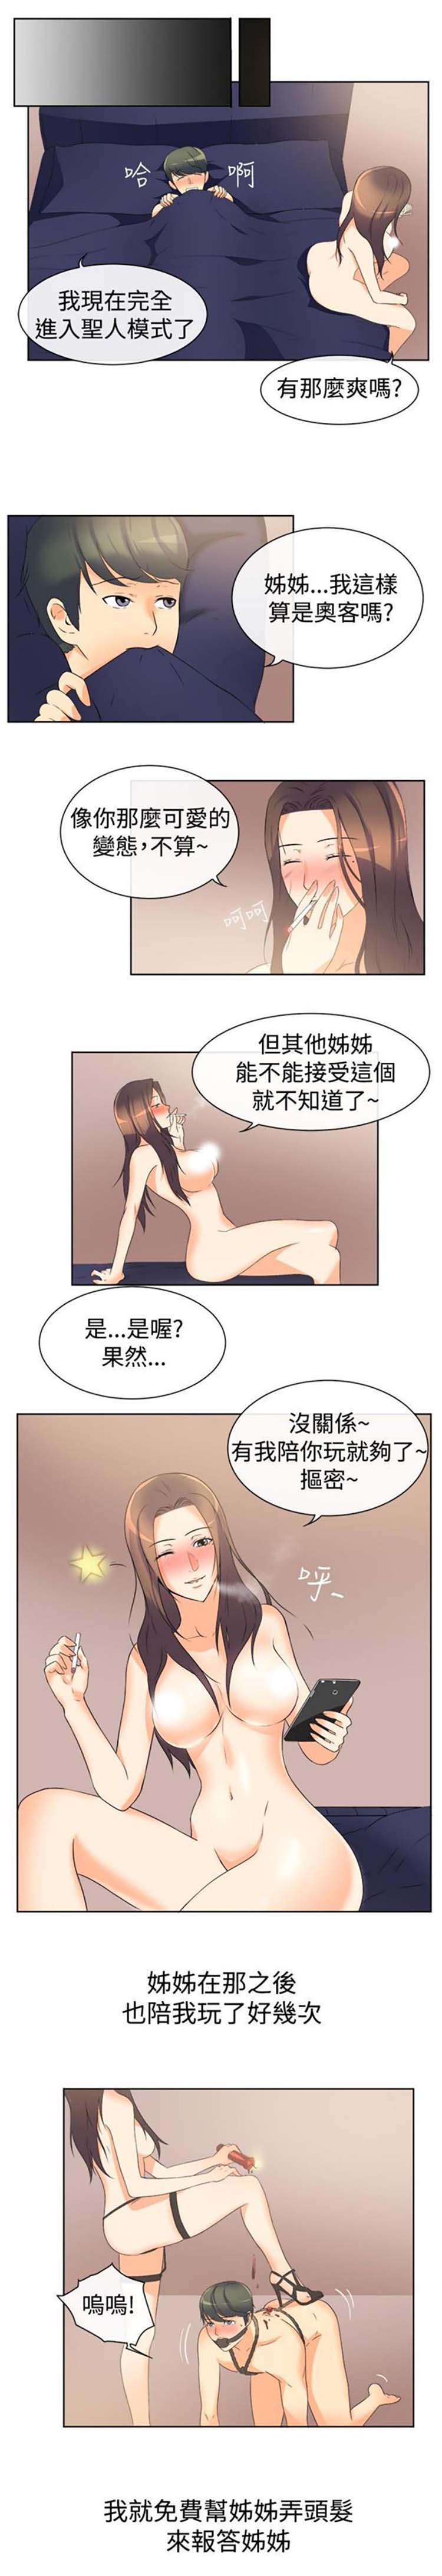 哈
啊
我現在完全
進入聖人模式了
有那麼爽嗎?
姊姊...我這樣
算是奧客嗎?
像你那麼可愛的
變態,不算~
呵呵
但其他姊姊
能不能接受這個
就不知道了~
是...是喔?
果然...
沒關係~
有我陪你玩就夠了~
摳密~
呼、
姊姊在那之後
也陪我玩了好幾次
嗚嗚!
我就免費幫姊姊弄頭髮
來報答姊姊